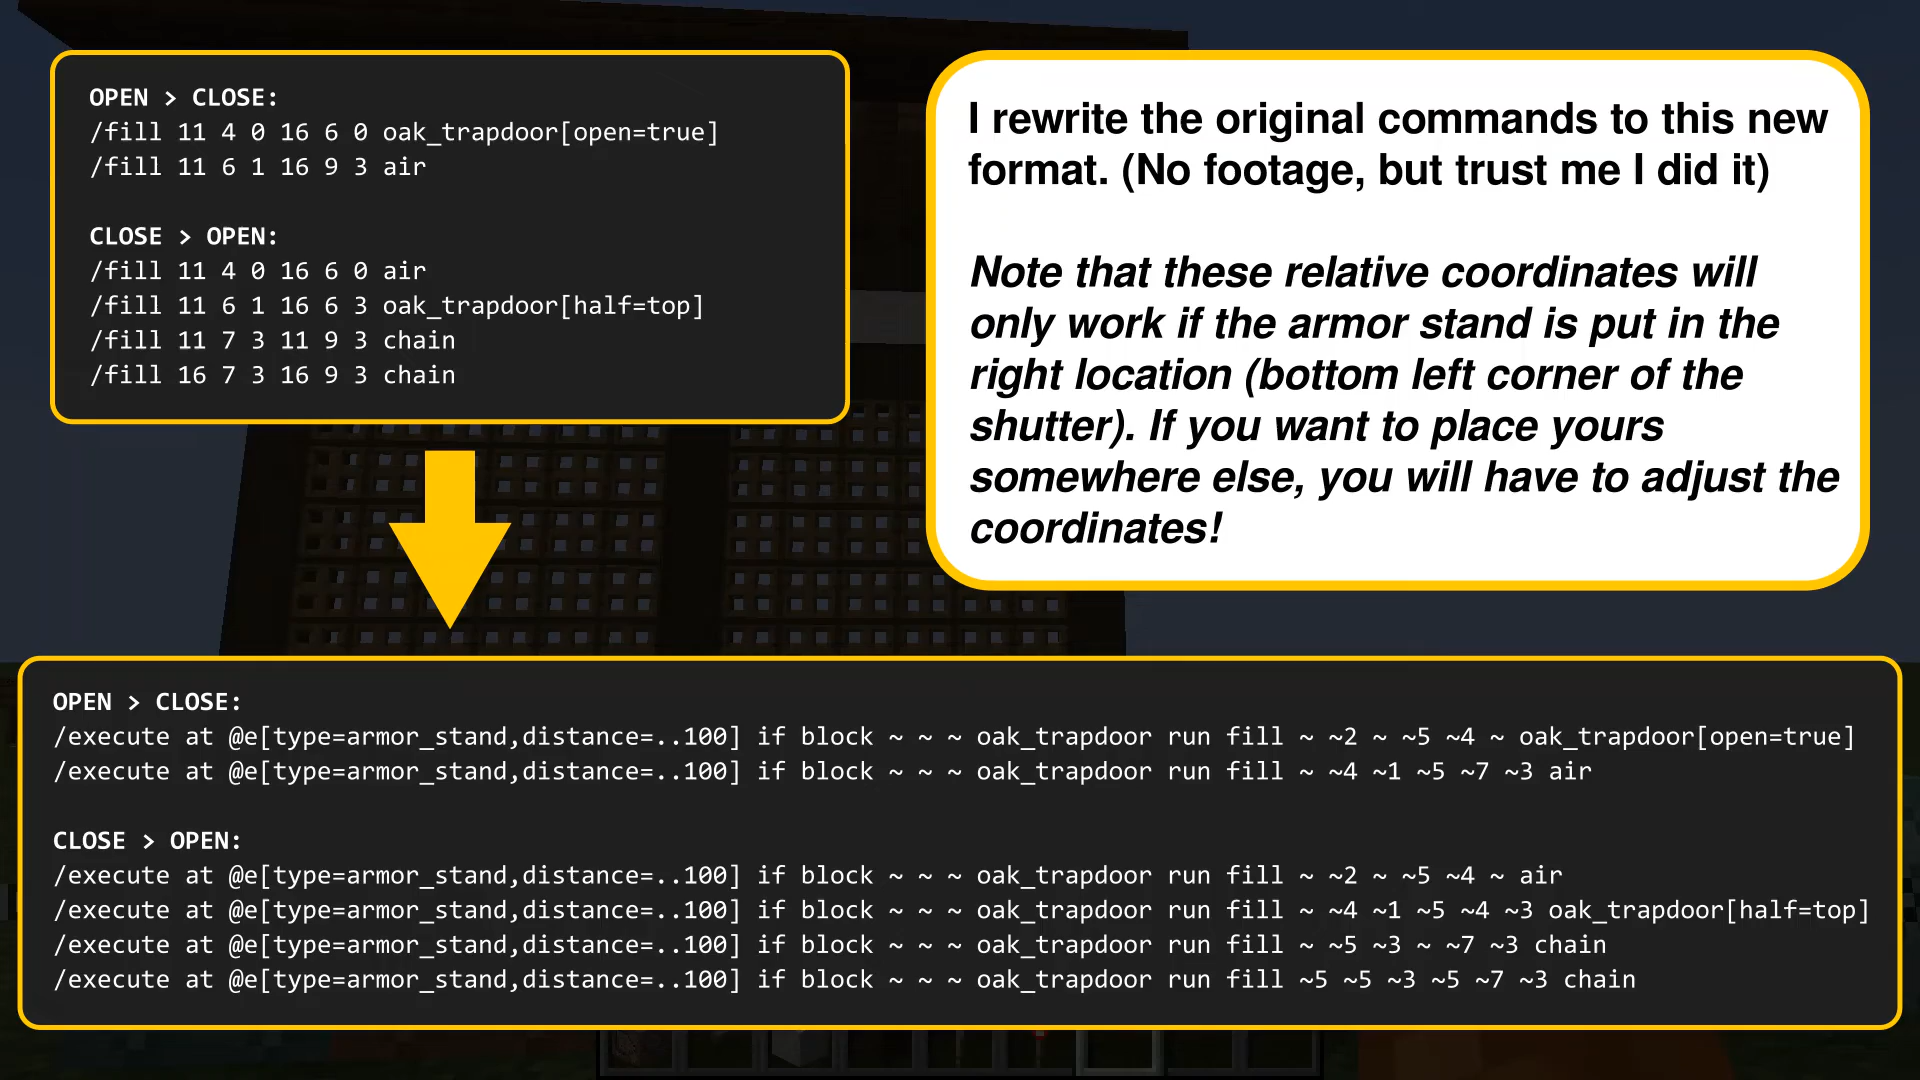 OPEN > CLOSE:
/fill 11 4 0 16 6 0 oak_trapdoor[open=true]
/fill 11 6 1 16 9 3 air
CLOSE > OPEN:
/fill 11 4 0 16 6 0 air
/fill 11 6 1 16 6 3 oak_trapdoor[half=top]
/fill 11 7 3 11 9 3 chain
/fill 16 7 3 16 9 3 chain
I rewrite the original commands to this new
format. (No footage, but trust me I did it)
Note that these relative coordinates will
only work if the armor stand is put in the
right location (bottom left corner of the
shutter). If you want to place yours
somewhere else, you will have to adjust the
coordinates!
OPEN > CLOSE:
/execute at @e[type=armor_stand,distance=..100] if block ~ ~ ~ oak_trapdoor run fill ~ ~2 ~ ~5 ~4 ~ oak_trapdoor[open=true]
/execute at @e[type=armor_stand,distance=..100] if block ~ ~ ~ oak_trapdoor run fill ~ ~4 ~1 ~5 ~7 ~3 air
CLOSE > OPEN:
/execute at @e[type=armor_stand,distance=..100] if block ~ ~ ~ oak_trapdoor run fill ~ ~2 ~ ~5 ~4 ~ air
/execute at @e[type=armor_stand,distance=..100] if block ~ ~ ~ oak_trapdoor run fill ~ ~4 ~1 ~5 ~4 ~3 oak_trapdoor[half=top]
/execute at @e[type=armor_stand,distance=..100] if block ~ ~ ~ oak_trapdoor run fill ~ ~5 ~3 ~ ~7 ~3 chain
/execute at @e[type=armor_stand,distance=..100] if block ~ ~ ~ oak_trapdoor run fill ~5 ~5 ~3 ~5 ~7 ~3 chain